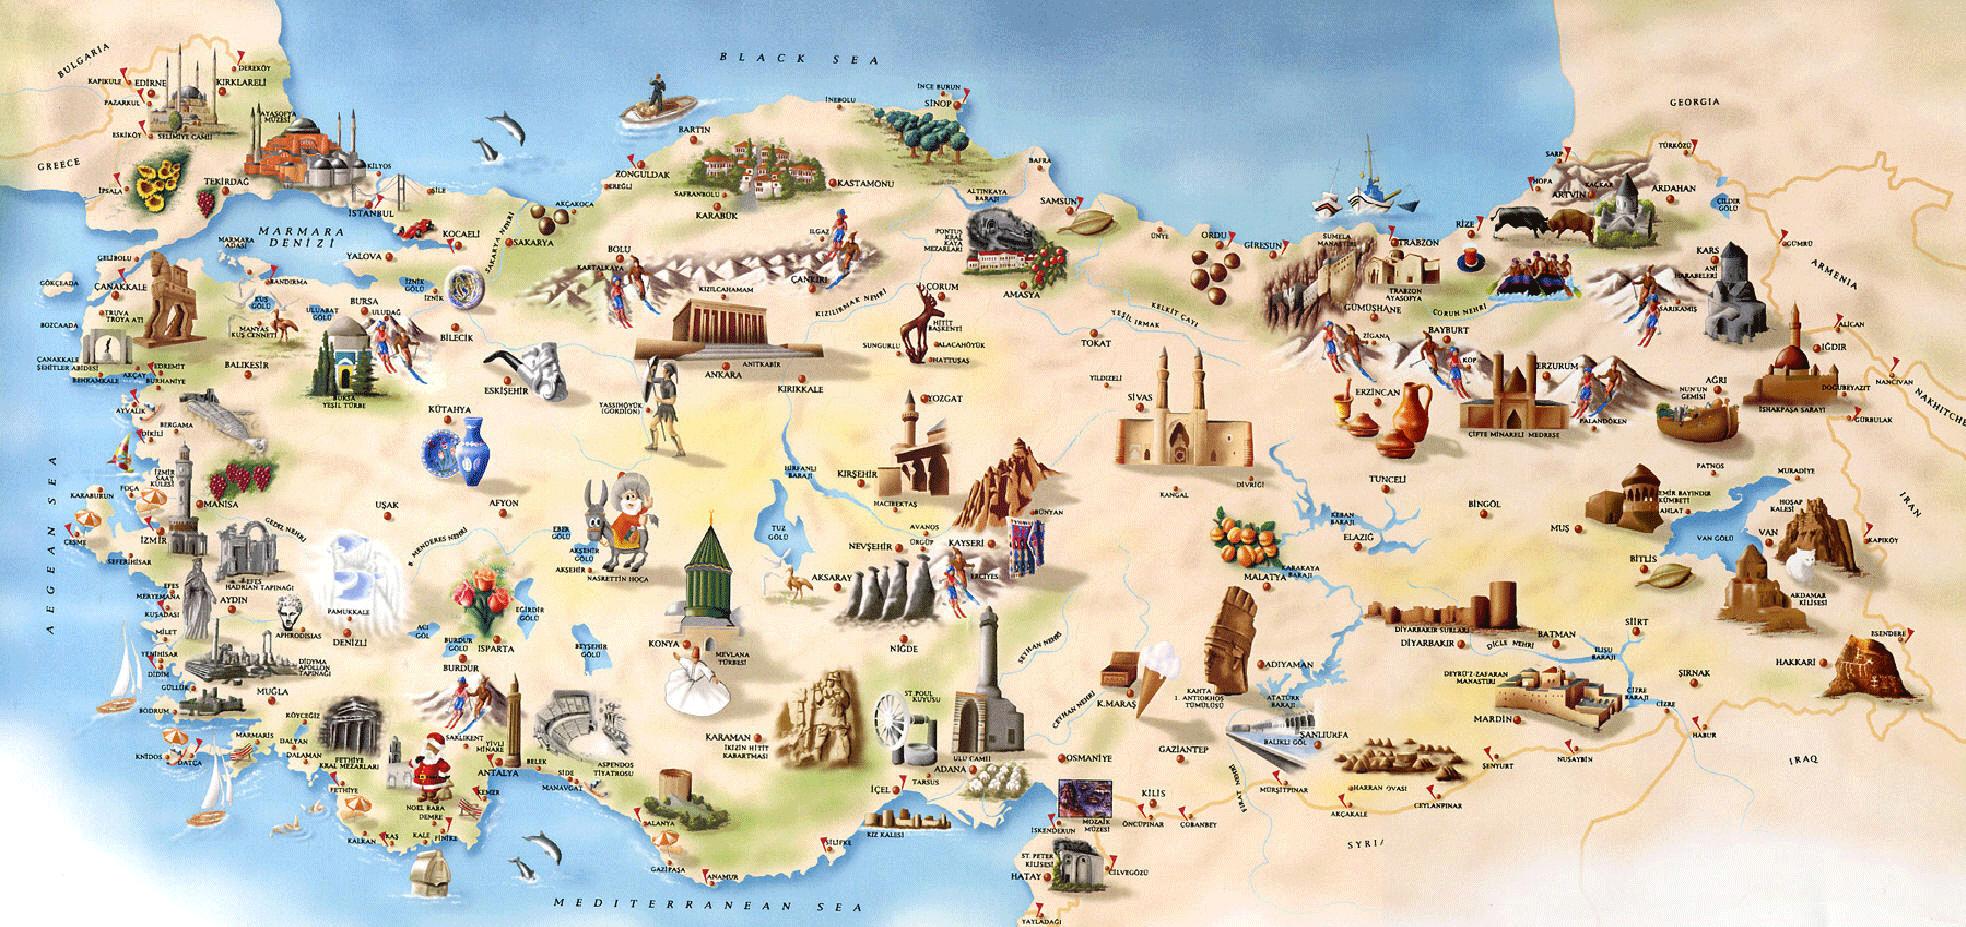 BLACK SEA
BULGARIA
GREECE
GEORGIA
ARMENIA
IRAN
IRAQ
AEGEAN SEA
MEDITERRANEAN SEA
MARMARA
DENİZİ
KAPIKULE
EDİRNE
DEREKÖY
KIRKLARELİ
PAZARKUL
ESKİKÖY
SELİMİYE CAMİİ
AYASOFYA
MÜZESİ
İPSALA
TEKİRDAĞ
KİLYOS
ŞİLE
İSTANBUL
KOCAELİ
YALOVA
SAKARYA NEHRİ
SAKARYA
AKÇAKOCA
MARMARA
ADASI
GELİBOLU
GÖKÇEADA
ÇANAKKALE
BANDIRMA
KUŞ
GÖLÜ
İZNİK
GÖLÜ
İZNİK
TRUVA
TROYA ATI
BOZCAADA
MANYAS
KUŞ CENNETİ
ULUABAT
GÖLÜ
BURSA
ULUDAĞ
BİLECİK
ÇANAKKALE
ŞEHİTLER ABİDESİ
BEHRAMKALE
AKÇAY
EDREMİT
BURHANİYE
BALIKESİR
BURSA
YEŞİL TÜRBE
ESKİŞEHİR
AYVALIK
BERGAMA
DİKİLİ
KÜTAHYA
İZMİR
SAAT
KULESİ
KARABURUN
FOÇA
MANİSA
ÇEŞME
İZMİR
SEFERİHİSAR
GEDİZ NEHRİ
UŞAK
AFYON
B.MENDERES NEHRİ
EFES
HADRİAN TAPINAĞI
EFES
MERYEMANA
KUŞADASI
AYDIN
APHRODISIAS
PAMUKKALE
DENİZLİ
MİLET
YENİHİSAR
DİDİM
DİDYMA
APOLLON
TAPINAĞI
GÜLLÜK
BODRUM
MUĞLA
KÖYCEĞİZ
MARMARİS
DALYAN
DALAMAN
KNİDOS
DATÇA
FETHİYE
KRAL MEZARLARI
FETHİYE
KALKAN
KAŞ
KALE
FİNİKE
NOEL BABA
DEMRE
KEMER
ANTALYA
YİVLİ
MİNARE
SAKLIKENT
BELEK
SİDE
MANAVGAT
ASPENDOS
TİYATROSU
ACI
GÖL
BURDUR
GÖLÜ
BURDUR
ISPARTA
EĞİRDİR
GÖLÜ
BEYŞEHİR
GÖLÜ
EBER
GÖLÜ
AKŞEHİR
GÖLÜ
AKŞEHİR
NASRETTİN HOCA
BARTIN
ZONGULDAK
EREĞLİ
SAFRANBOLU
KARABÜK
KASTAMONU
İNEBOLU
İNCE BURUN
SİNOP
BAFRA
ALTINKAYA
BARAJI
SAMSUN
BOLU
KARTALKAYA
ILGAZ
ÇANKIRI
KIZILCAHAMAM
KIZILIRMAK NEHRİ
ANITKABİR
ANKARA
KIRIKKALE
YASSIHÖYÜK
(GORDİON)
ÇORUM
HİTİT
BAŞKENTİ
SUNGURLU
ALACAHÖYÜK
HATTUŞAŞ
PONTUS
KRAL
KAYA
MEZARLARI
AMASYA
TOKAT
YEŞİL IRMAK
KELKİT ÇAYI
ÜNYE
ORDU
GİRESUN
YOZGAT
YILDIZELİ
SİVAS
HİRFANLI
BARAJI
KIRŞEHİR
HACIBEKTAŞ
TUZ
GÖLÜ
AVANOS
ÜRGÜP
NEVŞEHİR
KAYSERİ
BÜNYAN
ERCİYES
AKSARAY
KONYA
MEVLANA
TÜRBESİ
NİĞDE
SEYHAN NEHRİ
CEYHAN NEHRİ
KARAMAN
İKİZİN HİTİT
KABARTMASI
ST. POUL
KUYUSU
ULU CAMİİ
ADANA
TARSUS
İÇEL
KIZ KALESİ
SİLİFKE
ALANYA
GAZİPAŞA
ANAMUR
OSMANİYE
İSKENDERUN
MOZAİK
MÜZESİ
ST. PETER
KİLİSESİ
HATAY
CİLVEGÖZÜ
YAYLADAĞI
KİLİS
ÖNCÜPINAR
ÇOBANBEY
GAZİANTEP
FIRAT NEHRİ
K.MARAŞ
KAHTA
1. ANTIOKHOS
TÜMÜLÜSÜ
ADIYAMAN
ATATÜRK
BARAJI
BALIKLI GÖL
ŞANLIURFA
MÜRŞİTPINAR
HARRAN OVASI
AKÇAKALE
CEYLANPINAR
ŞENYURT
NUSAYBİN
KANGAL
DİVRİĞİ
KEBAN
BARAJI
ELAZIĞ
MALATYA
KARAKAYA
BARAJI
TUNCELİ
BİNGÖL
ERZİNCAN
GÜMÜŞHANE
SUMELA
MANASTIRI
TRABZON
TRABZON
AYASOFYA
RİZE
ZİGANA
BAYBURT
KOP
ÇORUH NEHRİ
ERZURUM
ÇİFTE MİNARELİ MEDRESE
PALANDÖKEN
SARP
HOPA
ARTVİN
KAÇKAR
ARDAHAN
TÜRKÖZÜ
ÇILDIR
GÖLÜ
KARS
ANİ
HARABELERİ
SARIKAMIŞ
ALİCAN
IĞDIR
AĞRI
NUH'UN
GEMİSİ
DOĞUBEYAZIT
İSHAKPAŞA SARAYI
GÜRBULAK
PATNOS
MURADİYE
EMİR BAYINDIR
KÜMBETİ
AHLAT
MUŞ
BİTLİS
VAN GÖLÜ
VAN
HOŞAP
KALESİ
KAPIKÖY
AKDAMAR
KİLİSESİ
DİYARBAKIR SURLARI
DİYARBAKIR
DİCLE NEHRİ
BATMAN
SİİRT
ILISU
BARAJI
DEYRÜ'Z-ZAFARAN
MANASTIRI
MARDİN
CİZRE
BARAJI
CİZRE
ŞIRNAK
HABUR
HAKKARİ
ESENDERE